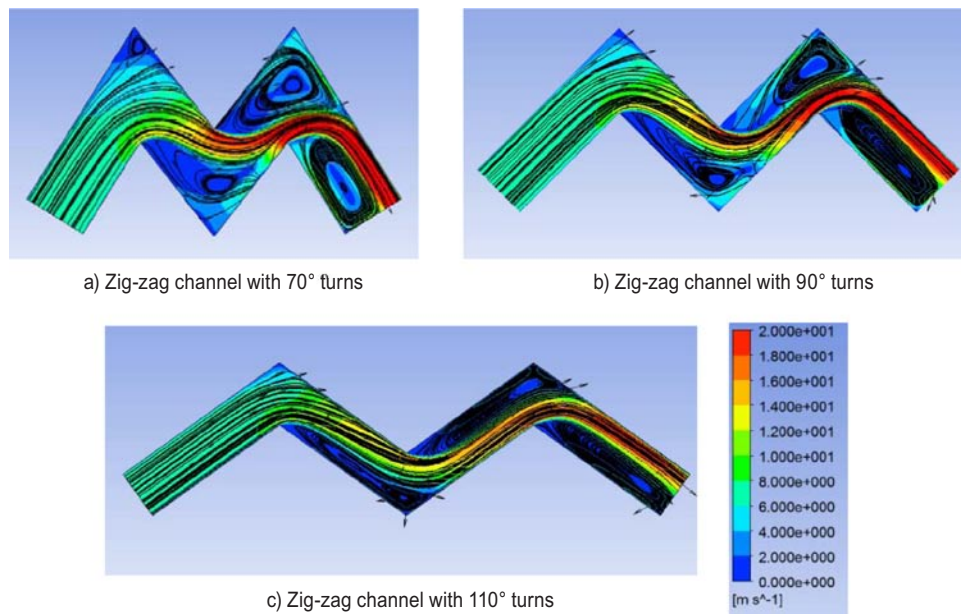 a) Zig-zag channel with 70° turns
b) Zig-zag channel with 90° turns
2.000e+001
1.800e+001
1.600e+001
1.400e+001
1.200e+001
1.000e+001
8.000e+000
6.000e+000
4.000e+000
2.000e+000
0.000e+000
[m s^-1]
c) Zig-zag channel with 110° turns